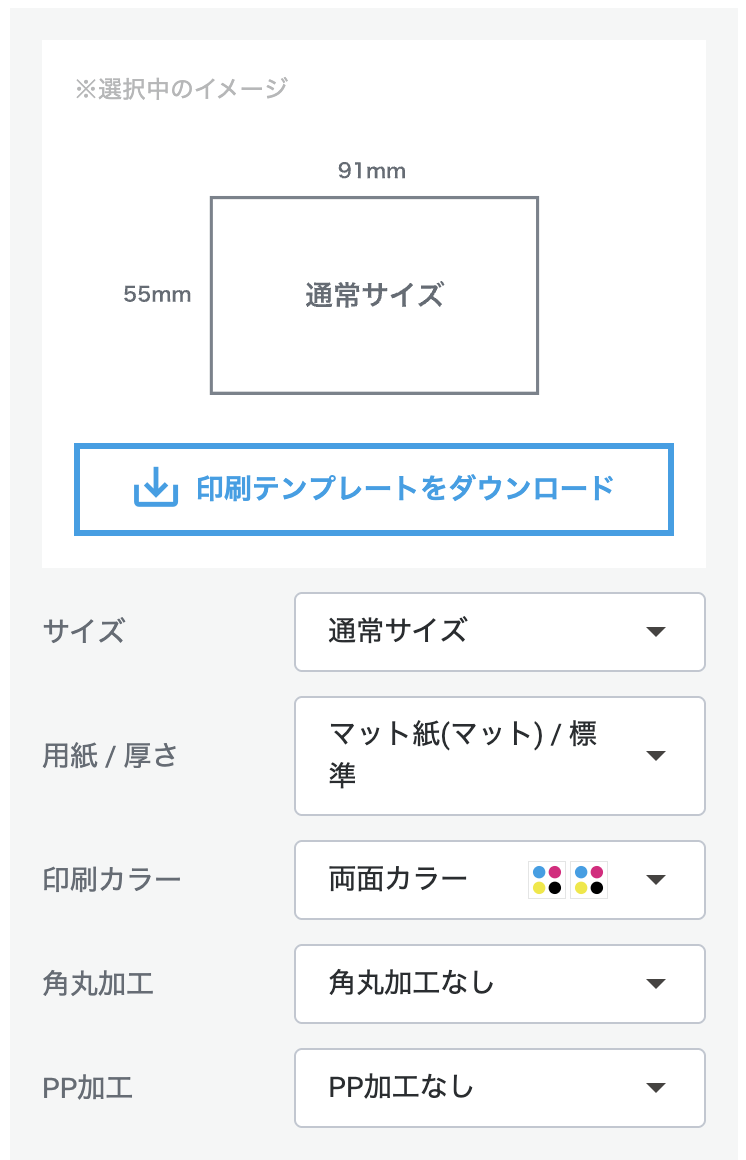 ※選択中のイメージ
91mm
55mm
通常サイズ
印刷テンプレートをダウンロード
サイズ
通常サイズ
用紙 / 厚さ
マット紙(マット) / 標
準
印刷カラー
両面カラー
角丸加工
角丸加工なし
PP加工
PP加工なし